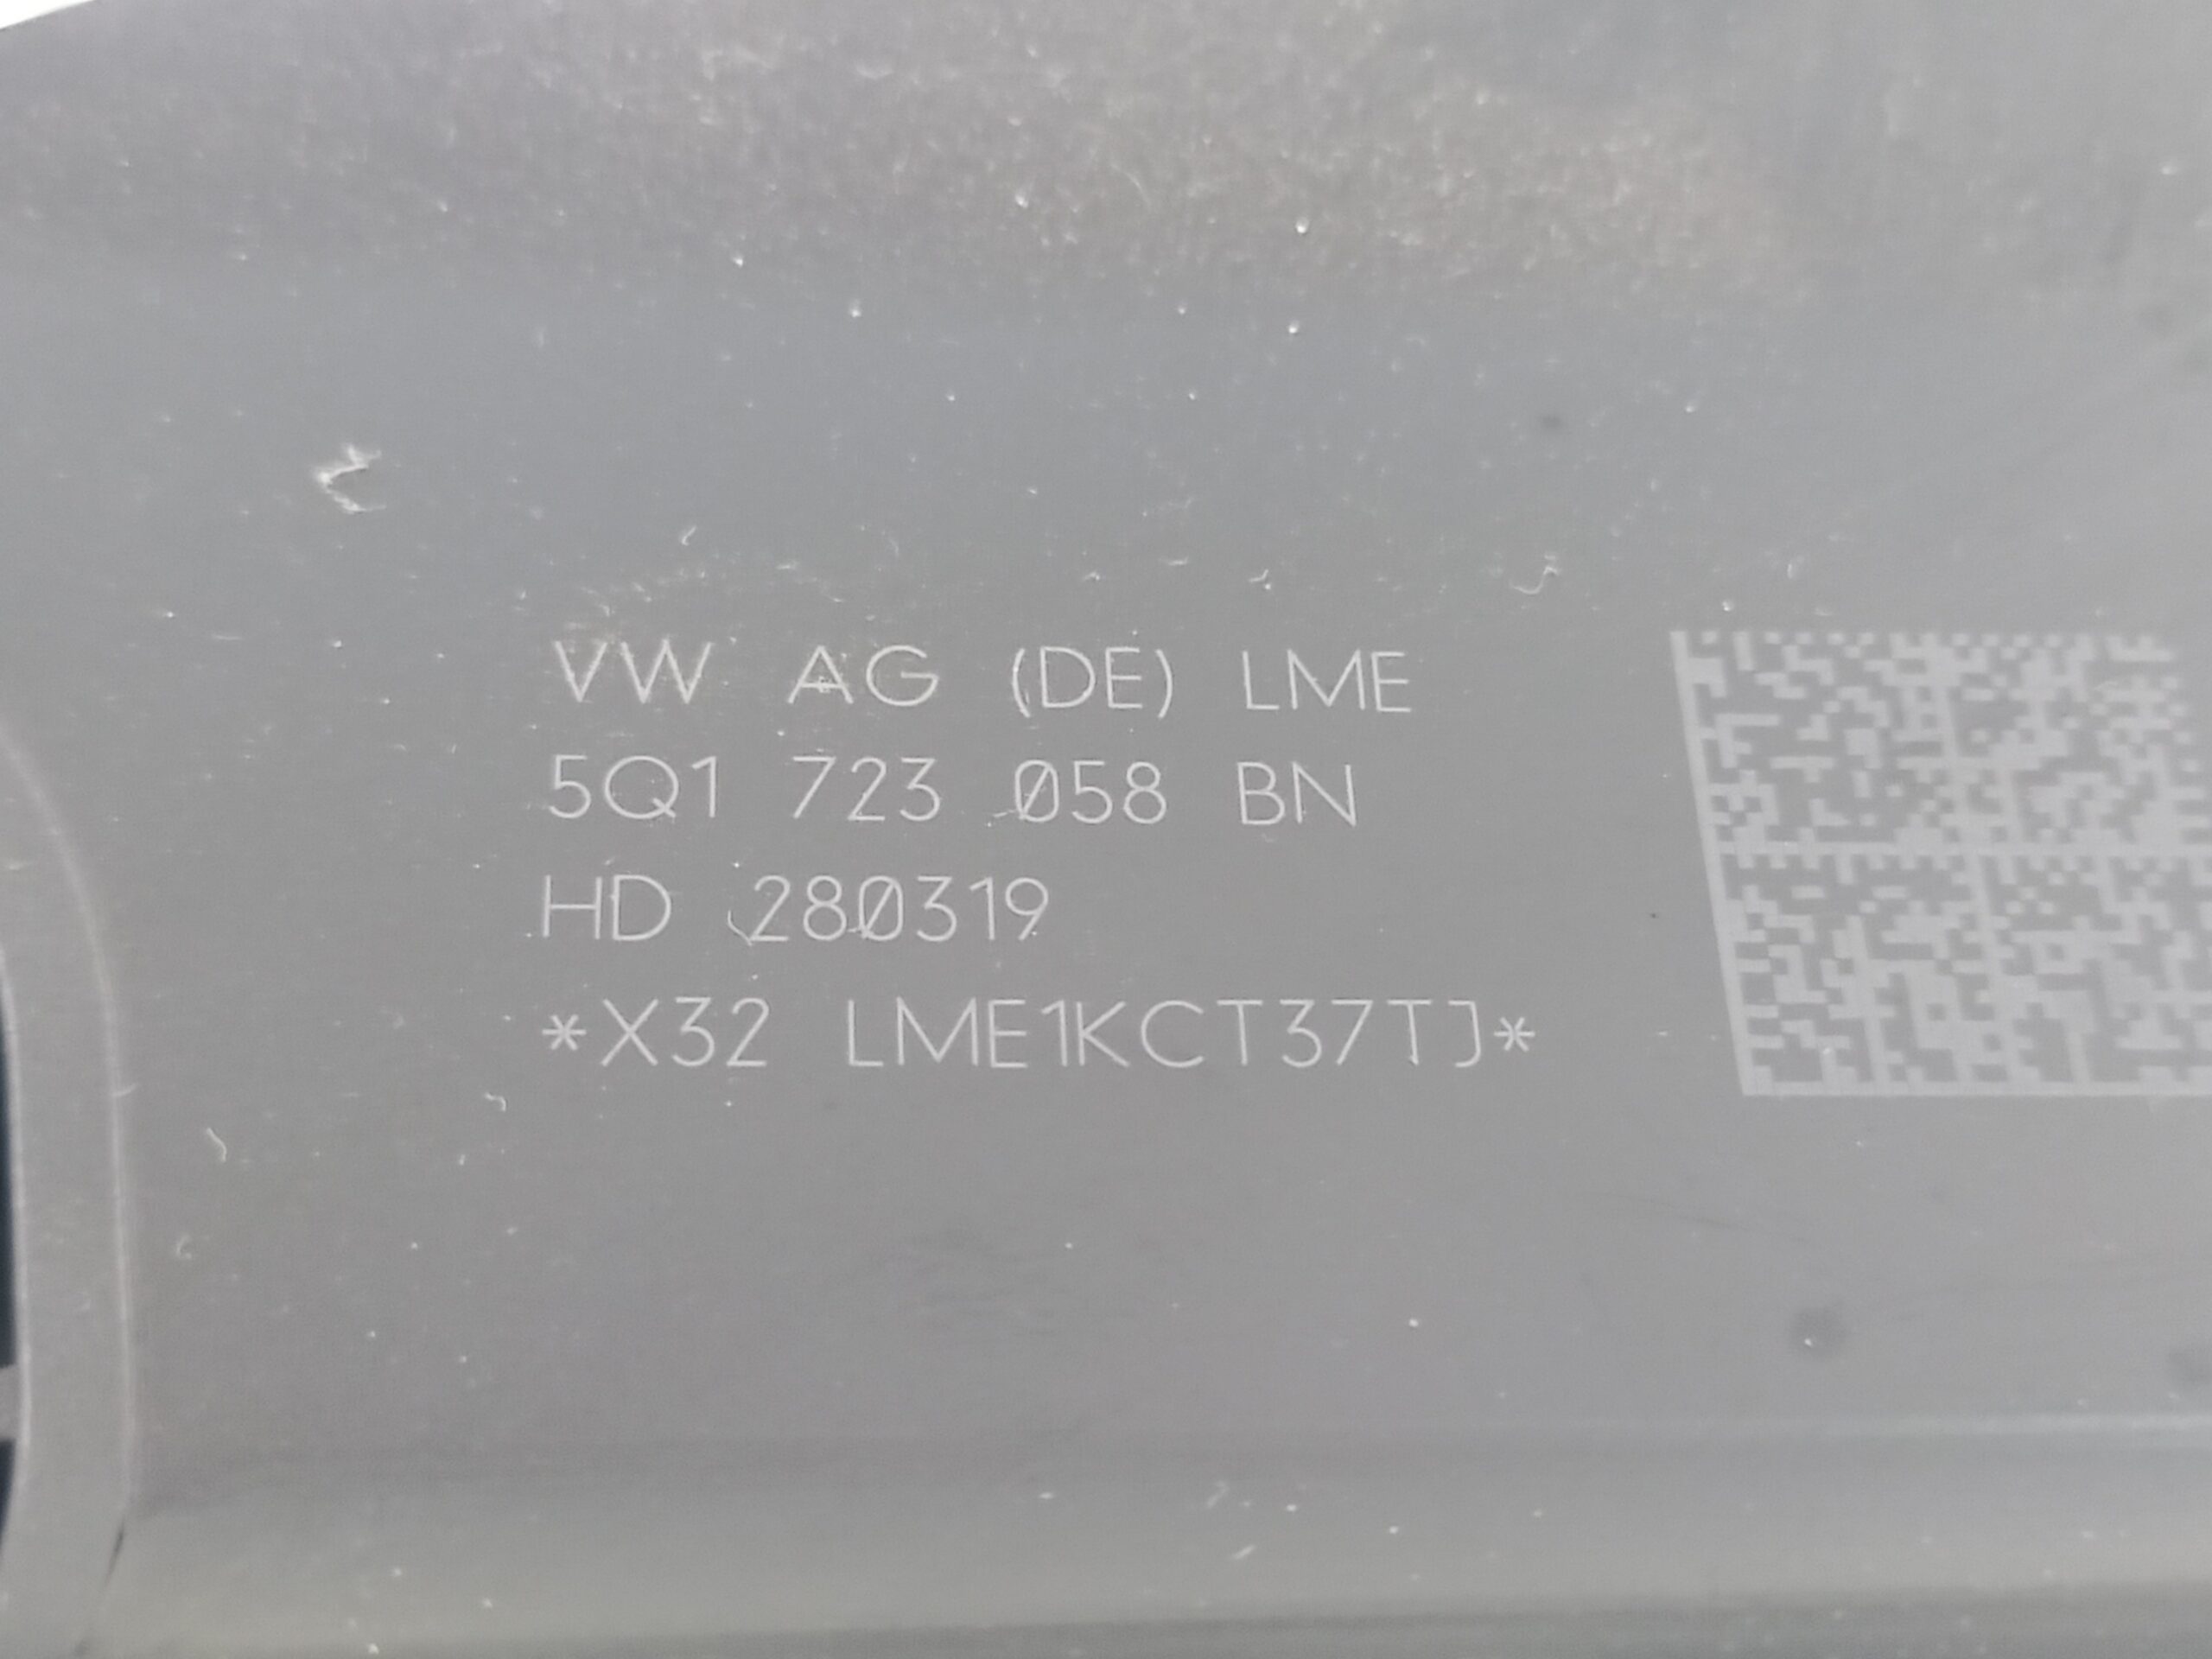 VW AG (DE) LME
5Q1 723 058 BN
HD 280319
*X32 LME1KCT37TJ*